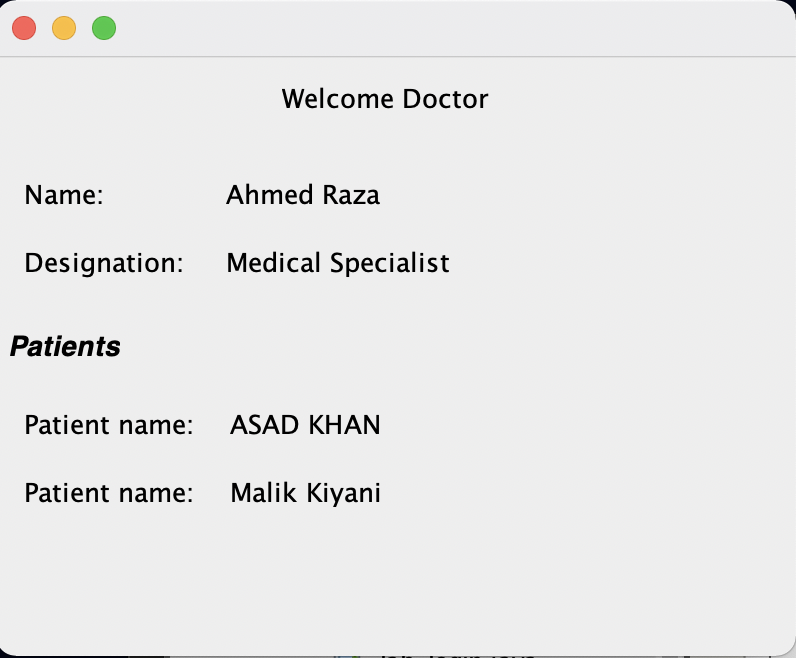 Welcome Doctor
Name: Ahmed Raza
Designation: Medical Specialist
Patients
Patient name: ASAD KHAN
Patient name: Malik Kiyani